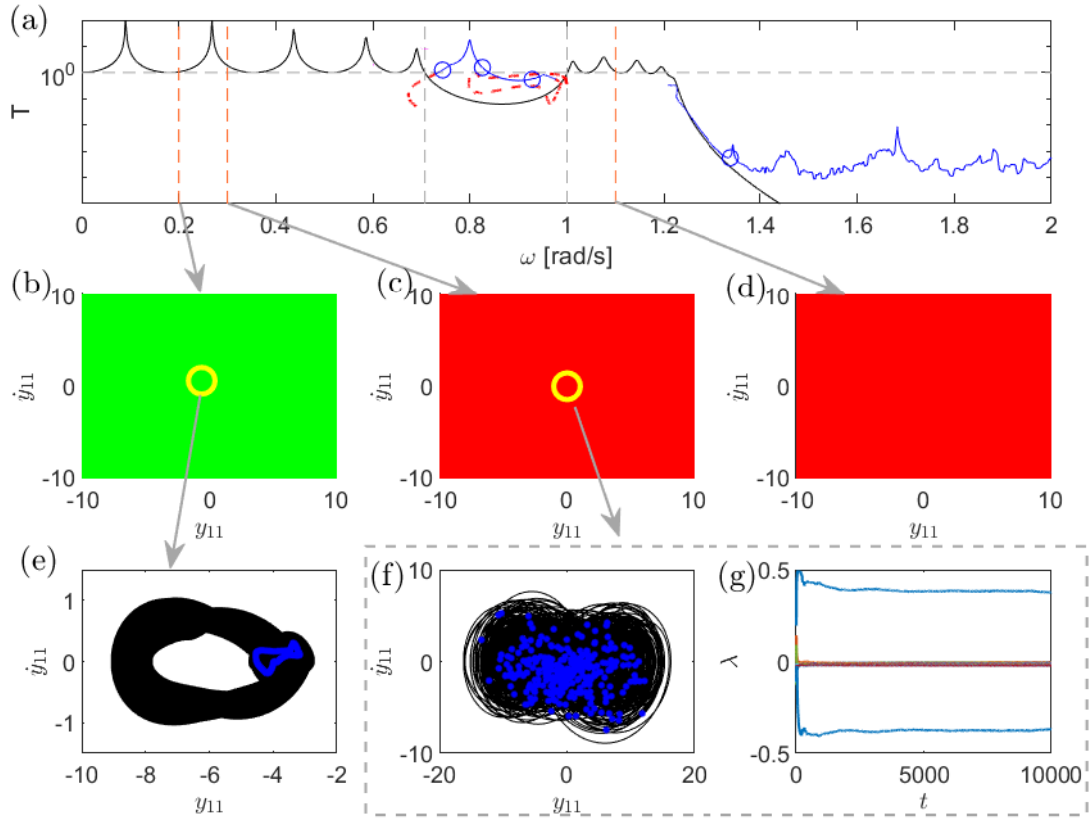 (a)
10⁰
T
0 0.2 0.4 0.6 0.8 1 1.2 1.4 1.6 1.8 2
ω [rad/s]
(b)
10
0
-10
ẏ₁₁
-10 0 10
y₁₁
(c)
10
0
-10
ẏ₁₁
-10 0 10
y₁₁
(d)
10
0
-10
ẏ₁₁
-10 0 10
y₁₁
(e)
1
0
-1
ẏ₁₁
-10 -8 -6 -4 -2
y₁₁
(f)
10
0
-10
ẏ₁₁
-20 0 20
y₁₁
(g)
0.5
0
-0.5
λ
0 5000 10000
t